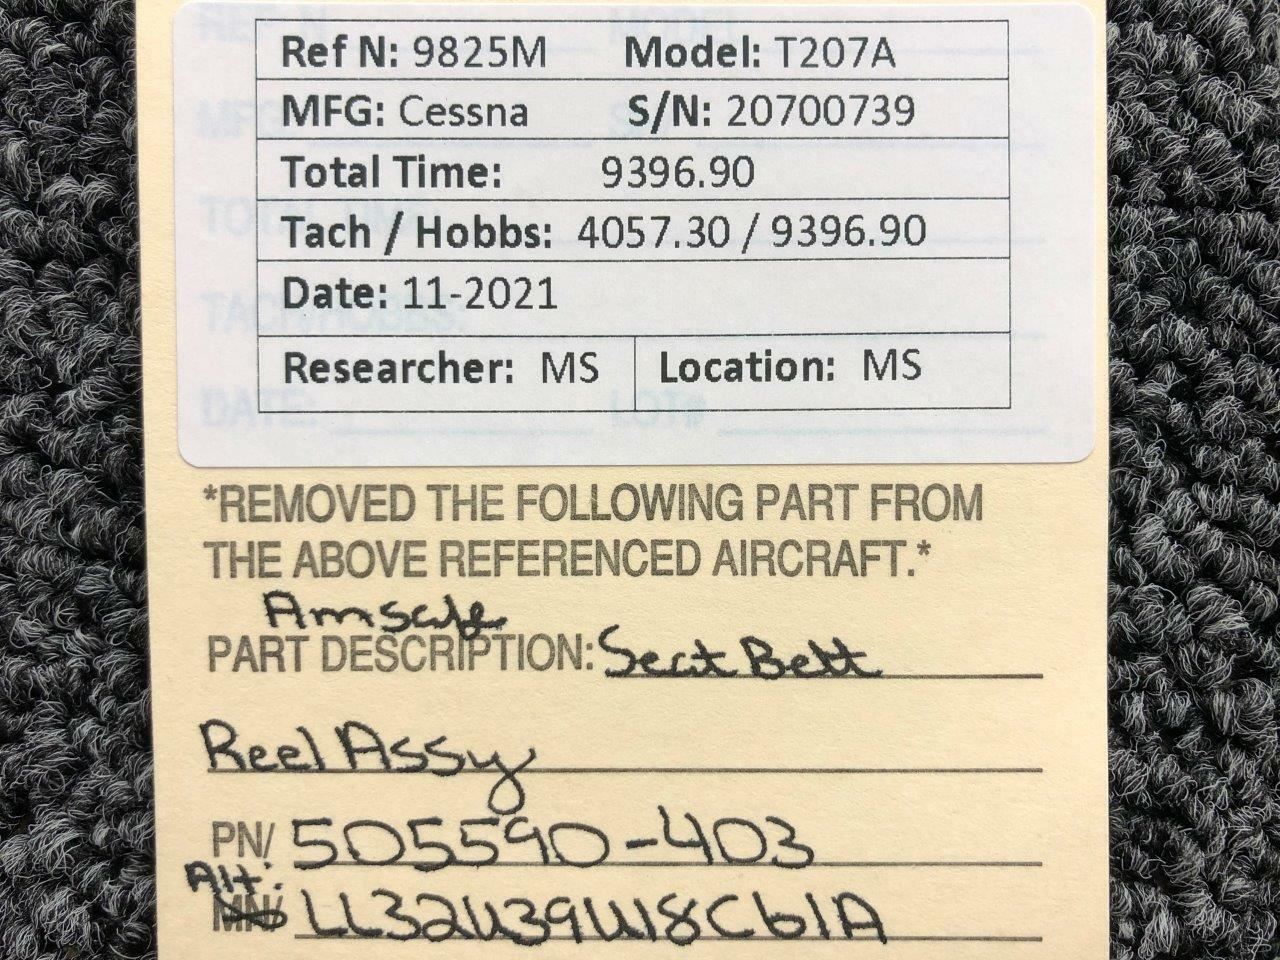 Ref N: 9825M Model: T207A
MFG: Cessna S/N: 20700739
Total Time: 9396.90
Tach / Hobbs: 4057.30 / 9396.90
Date: 11-2021
Researcher: MS Location: MS
*REMOVED THE FOLLOWING PART FROM
THE ABOVE REFERENCED AIRCRAFT.*
Amsafe
PART DESCRIPTION: Seat Belt
Reel Assy
PN/ 505590-403
Alt.
MN/ LL32U39W18C61A